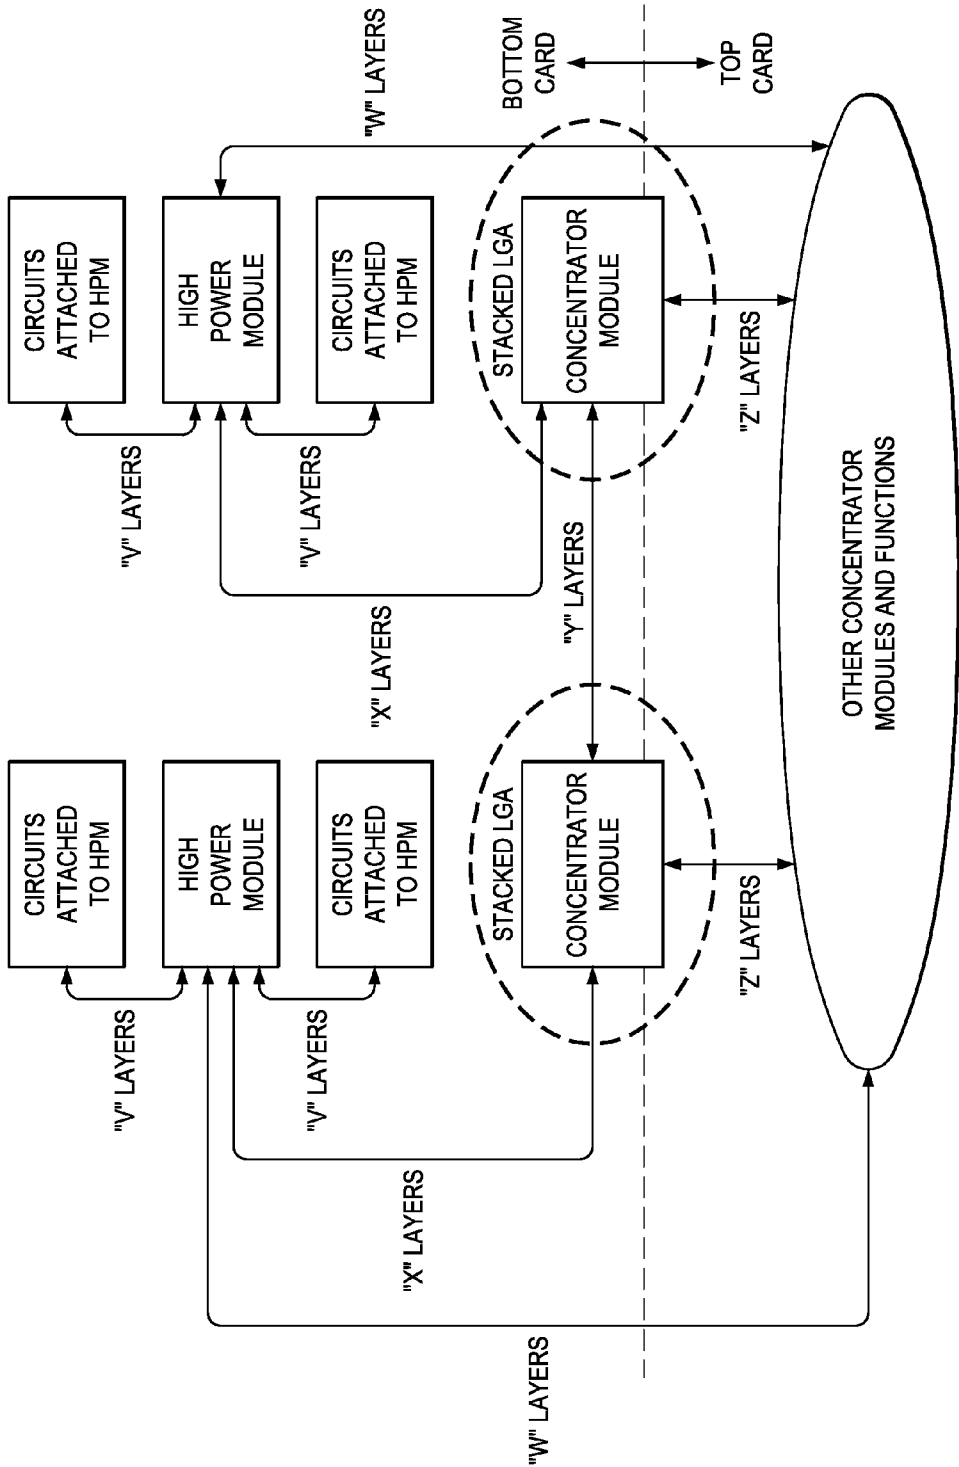 "W" LAYERS
BOTTOM
CARD
TOP
CARD
CIRCUITS
ATTACHED
TO HPM
HIGH
POWER
MODULE
CIRCUITS
ATTACHED
TO HPM
STACKED LGA
CONCENTRATOR
MODULE
"V" LAYERS
"V" LAYERS
"Z" LAYERS
"X" LAYERS
"Y" LAYERS
OTHER CONCENTRATOR
MODULES AND FUNCTIONS
CIRCUITS
ATTACHED
TO HPM
HIGH
POWER
MODULE
CIRCUITS
ATTACHED
TO HPM
STACKED LGA
CONCENTRATOR
MODULE
"V" LAYERS
"V" LAYERS
"Z" LAYERS
"X" LAYERS
"W" LAYERS